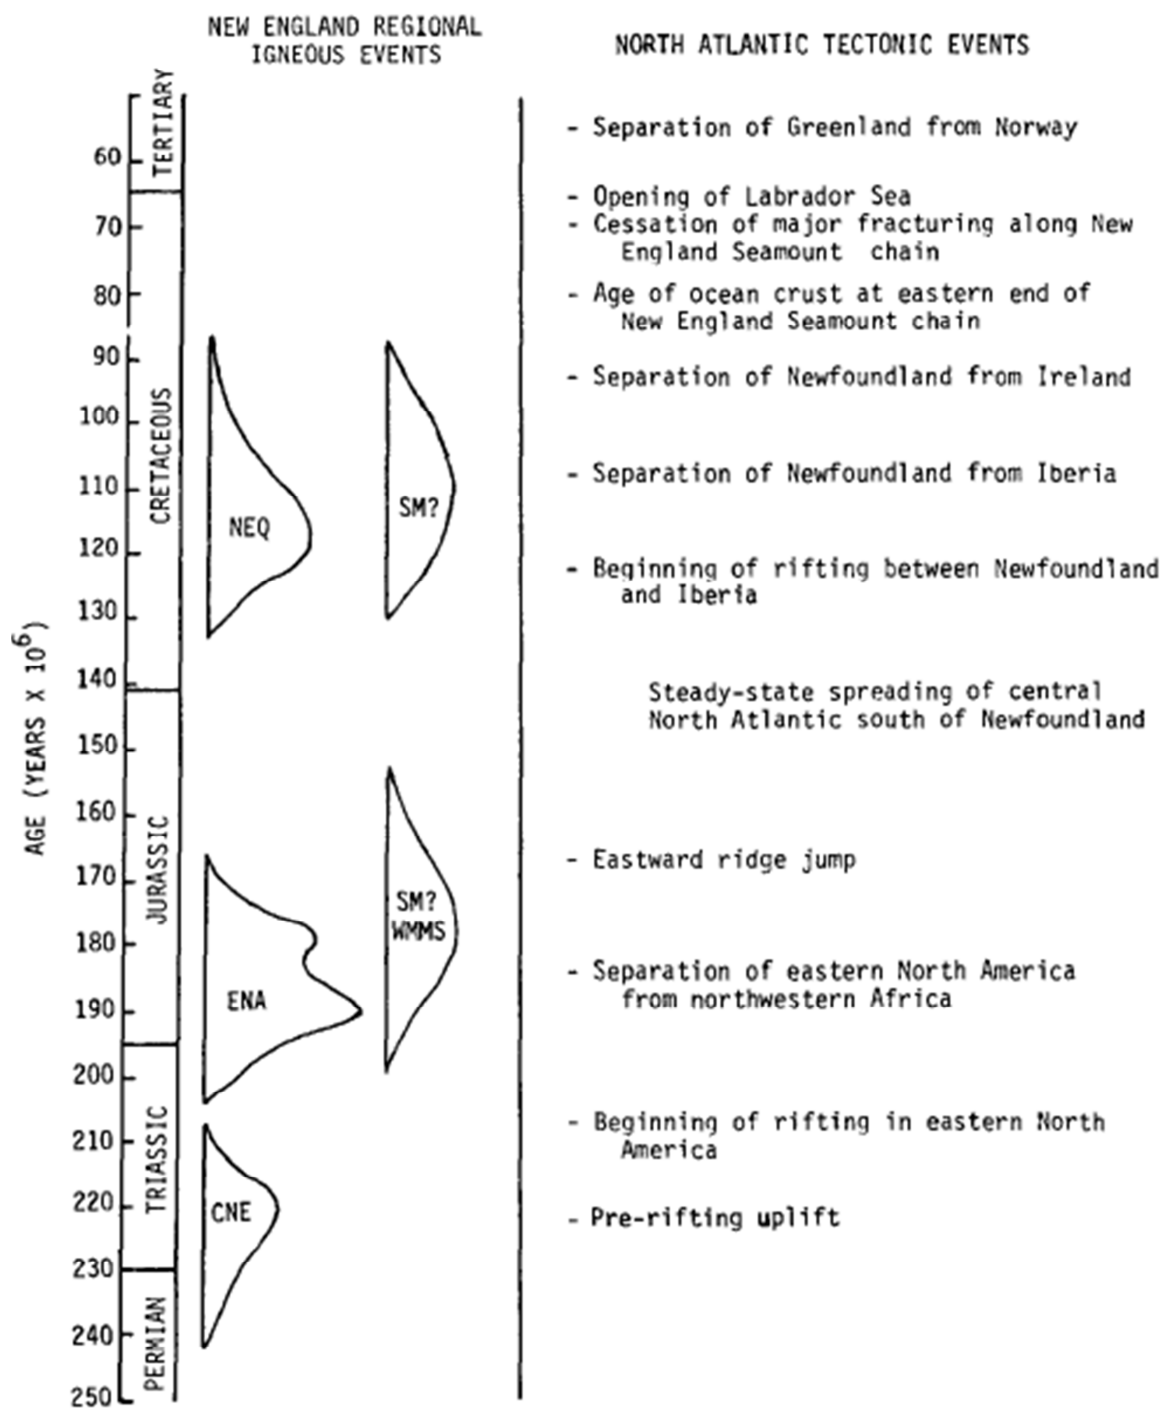 NEW ENGLAND REGIONAL
IGNEOUS EVENTS
NORTH ATLANTIC TECTONIC EVENTS
AGE (YEARS X 10⁶)
60
70
80
90
100
110
120
130
140
150
160
170
180
190
200
210
220
230
240
250
TERTIARY
CRETACEOUS
JURASSIC
TRIASSIC
PERMIAN
NEQ
SM?
SM?
WMMS
ENA
CNE
- Separation of Greenland from Norway
- Opening of Labrador Sea
- Cessation of major fracturing along New
England Seamount chain
- Age of ocean crust at eastern end of
New England Seamount chain
- Separation of Newfoundland from Ireland
- Separation of Newfoundland from Iberia
- Beginning of rifting between Newfoundland
and Iberia
Steady-state spreading of central
North Atlantic south of Newfoundland
- Eastward ridge jump
- Separation of eastern North America
from northwestern Africa
- Beginning of rifting in eastern North
America
- Pre-rifting uplift